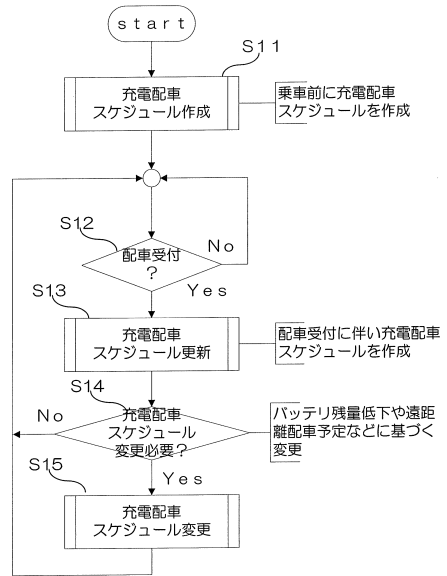 start
S11
充電配車
スケジュール作成
乗車前に充電配車
スケジュールを作成
S12
配車受付
?
No
Yes
S13
充電配車
スケジュール更新
配車受付に伴い充電配車
スケジュールを作成
S14
充電配車
スケジュール
変更必要?
No
バッテリ残量低下や遠距
離配車予定などに基づく
変更
Yes
S15
充電配車
スケジュール変更